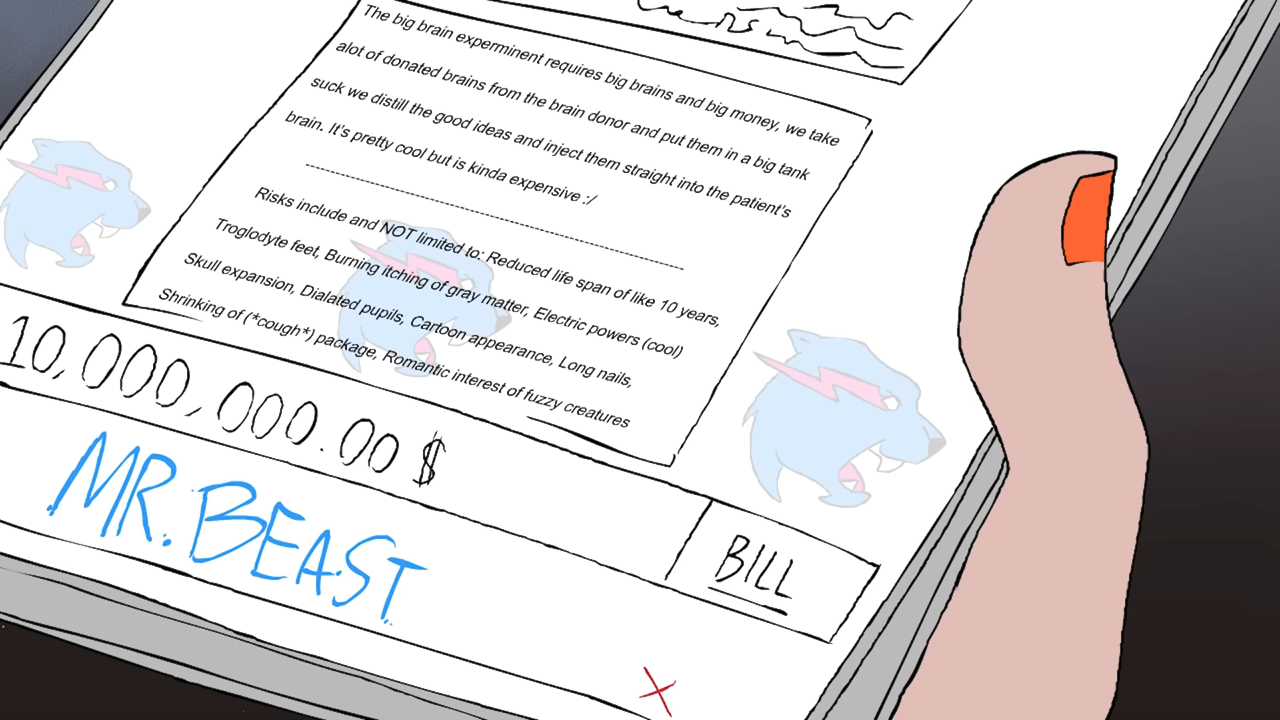 The big brain experminent requires big brains and big money, we take
alot of donated brains from the brain donor and put them in a big tank
suck we distill the good ideas and inject them straight into the patient's
brain. It's pretty cool but is kinda expensive :/
--------------------------------------------------------------------------------
Risks include and NOT limited to: Reduced life span of like 10 years,
Troglodyte feet, Burning itching of gray matter, Electric powers (cool)
Skull expansion, Dialated pupils, Cartoon appearance, Long nails,
Shrinking of (*cough*) package, Romantic interest of fuzzy creatures
10,000,000.00 $
BILL
MR. BEAST
X